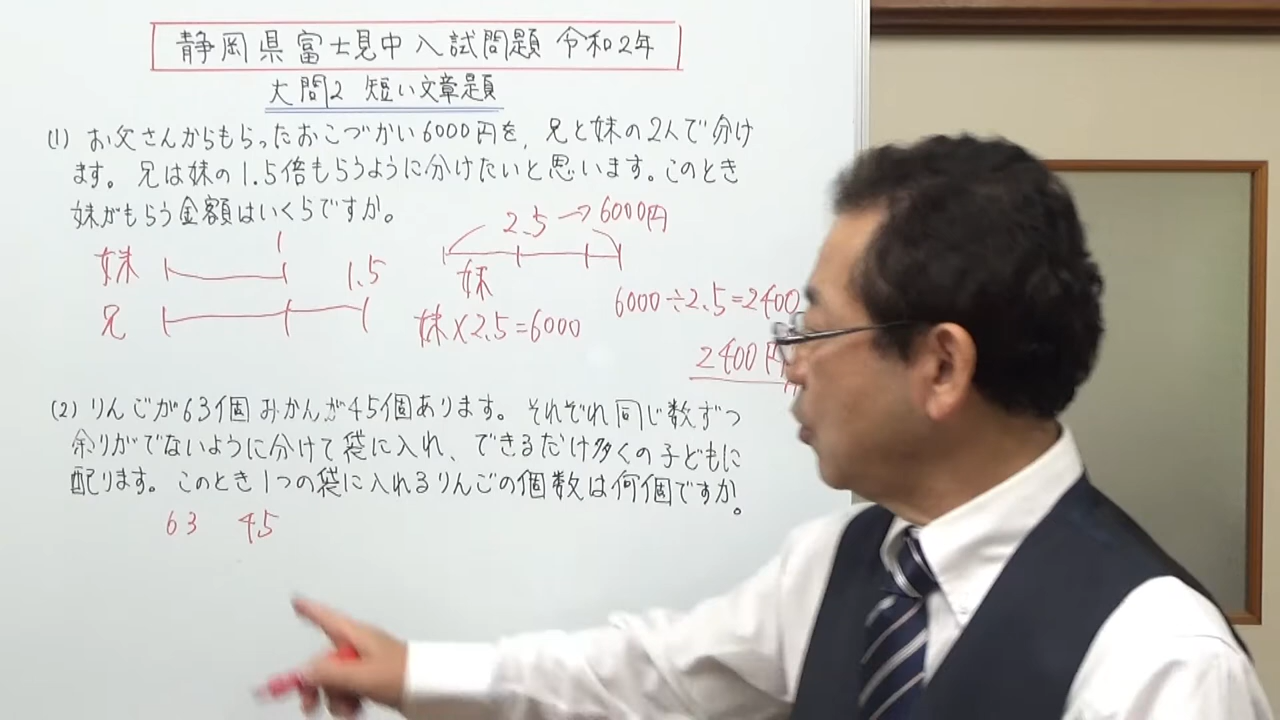 静岡県富士見中入試問題 令和2年
大問2 短い文章題
(1) お父さんからもらったおこづかい6000円を、兄と妹の2人で分け
ます。兄は妹の1.5倍もらうように分けたいと思います。このとき
妹がもらう金額はいくらですか。
2.5→6000円
1
妹
1.5
妹
兄
6000÷2.5=2400
妹×2.5=6000
2400円
(2) りんごが63個 みかんが45個あります。それぞれ同じ数ずつ
余りがでないように分けて袋に入れ、できるだけ多くの子どもに
配ります。このとき1つの袋に入れるりんごの個数は何個ですか。
63 45